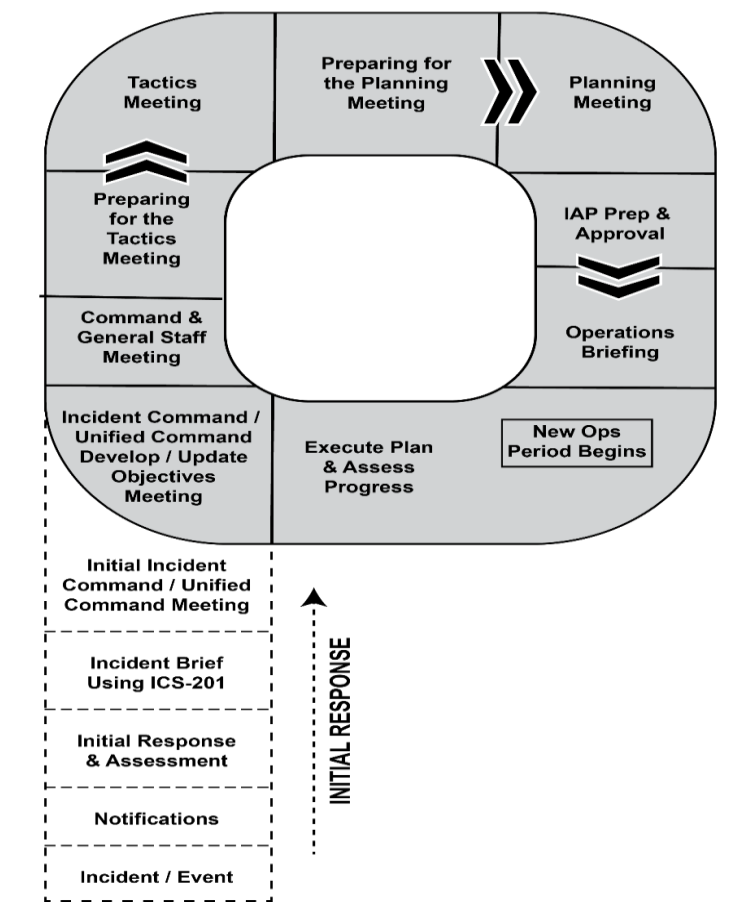 Tactics
Meeting
Preparing for
the Planning
Meeting
Planning
Meeting
Preparing
for the
Tactics
Meeting
IAP Prep &
Approval
Command &
General Staff
Meeting
Operations
Briefing
Incident Command /
Unified Command
Develop / Update
Objectives
Meeting
Execute Plan
& Assess
Progress
New Ops
Period Begins
Initial Incident
Command / Unified
Command Meeting
Incident Brief
Using ICS-201
Initial Response
& Assessment
Notifications
Incident / Event
INITIAL RESPONSE